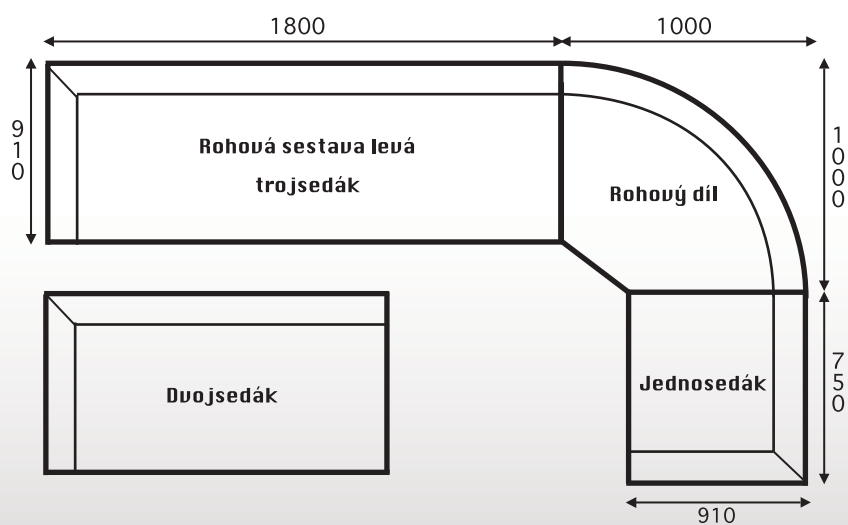 1800
1000
910
Rohová sestava levá
trojsedák
Rohový díl
1000
Dvojsedák
Jednosedák
750
910